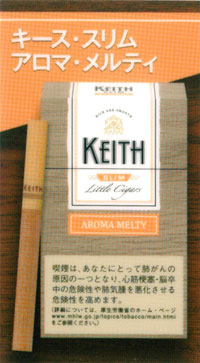 キース・スリム
アロマ・メルティ
KEITH
RICH AND SMOOTH
KEITH
SLIM
Little Cigars
AROMA MELTY
喫煙は、あなたにとって肺がんの
原因の一つとなり、心筋梗塞・脳卒
中の危険性や肺気腫を悪化させる
危険性を高めます。
(詳細については、厚生労働省のホーム・ページ
www.mhlw.go.jp/topics/tobacco/main.html
をご参照ください。)